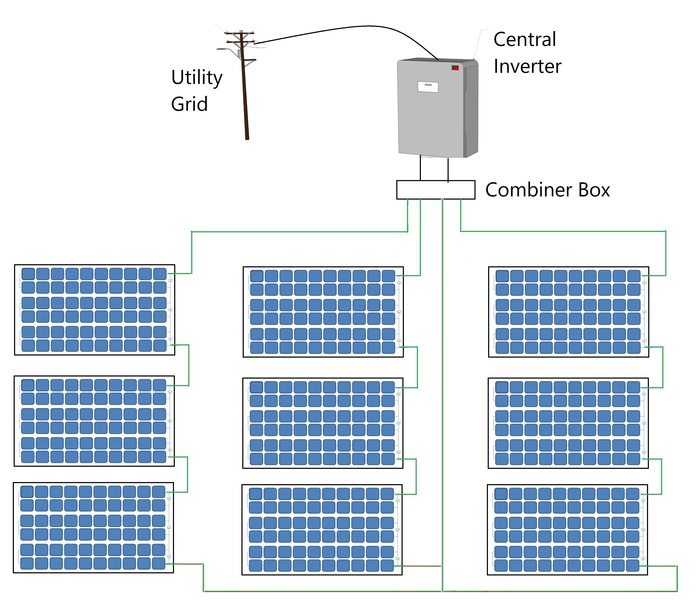 Central
Inverter
Utility
Grid
Combiner Box